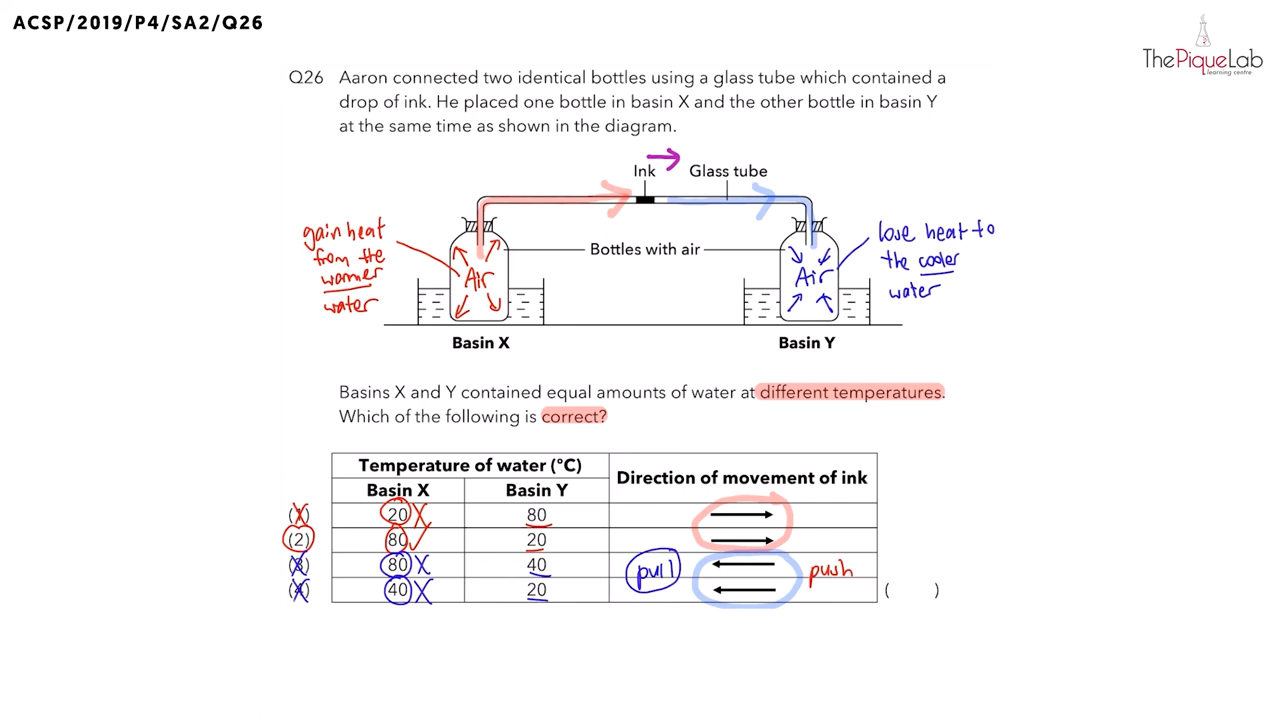 ACSP/2019/P4/SA2/Q26
ThePiqueLab
learning centre
Q26 Aaron connected two identical bottles using a glass tube which contained a
drop of ink. He placed one bottle in basin X and the other bottle in basin Y
at the same time as shown in the diagram.
Ink Glass tube
gain heat
from the
warmer
water
Bottles with air
lose heat to
the cooler
water
Air
Air
Basin X
Basin Y
Basins X and Y contained equal amounts of water at different temperatures.
Which of the following is correct?
Temperature of water (°C) Direction of movement of ink
Basin X Basin Y
(1) 20 X 80
(2) 80 ✓ 20
(3) 80 X 40
pull push
(4) 40 X 20
( )